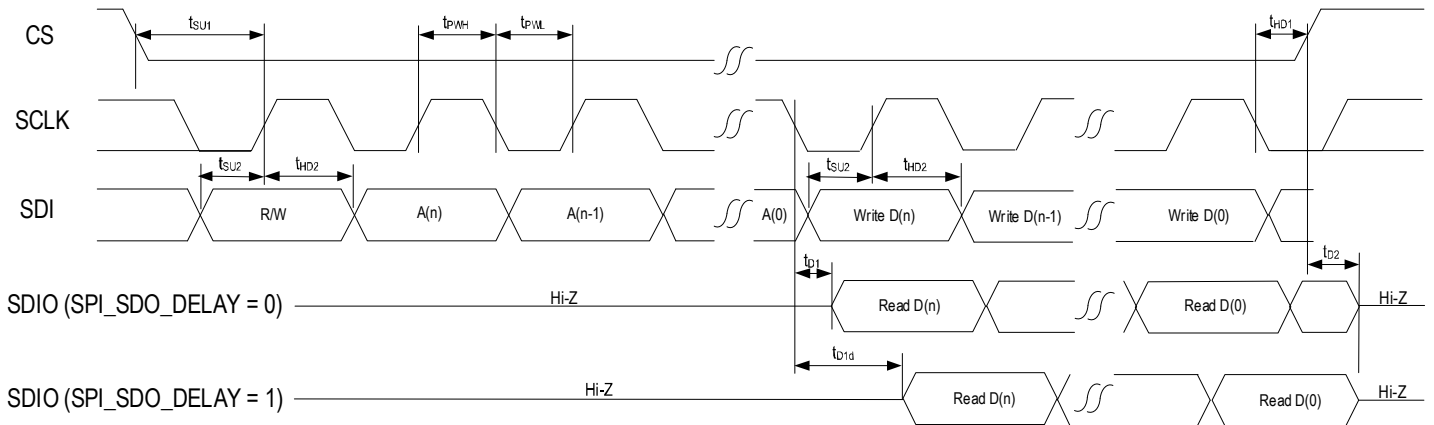 CS
tSU1
tPWH
tPWL
tHD1
SCLK
tSU2
tHD2
tSU2
tHD2
SDI
R/W
A(n)
A(n-1)
A(0)
Write D(n)
Write D(n-1)
Write D(0)
tD1
tD2
SDIO (SPI_SDO_DELAY = 0)
Hi-Z
Read D(n)
Read D(0)
Hi-Z
tD1d
SDIO (SPI_SDO_DELAY = 1)
Hi-Z
Read D(n)
Read D(0)
Hi-Z